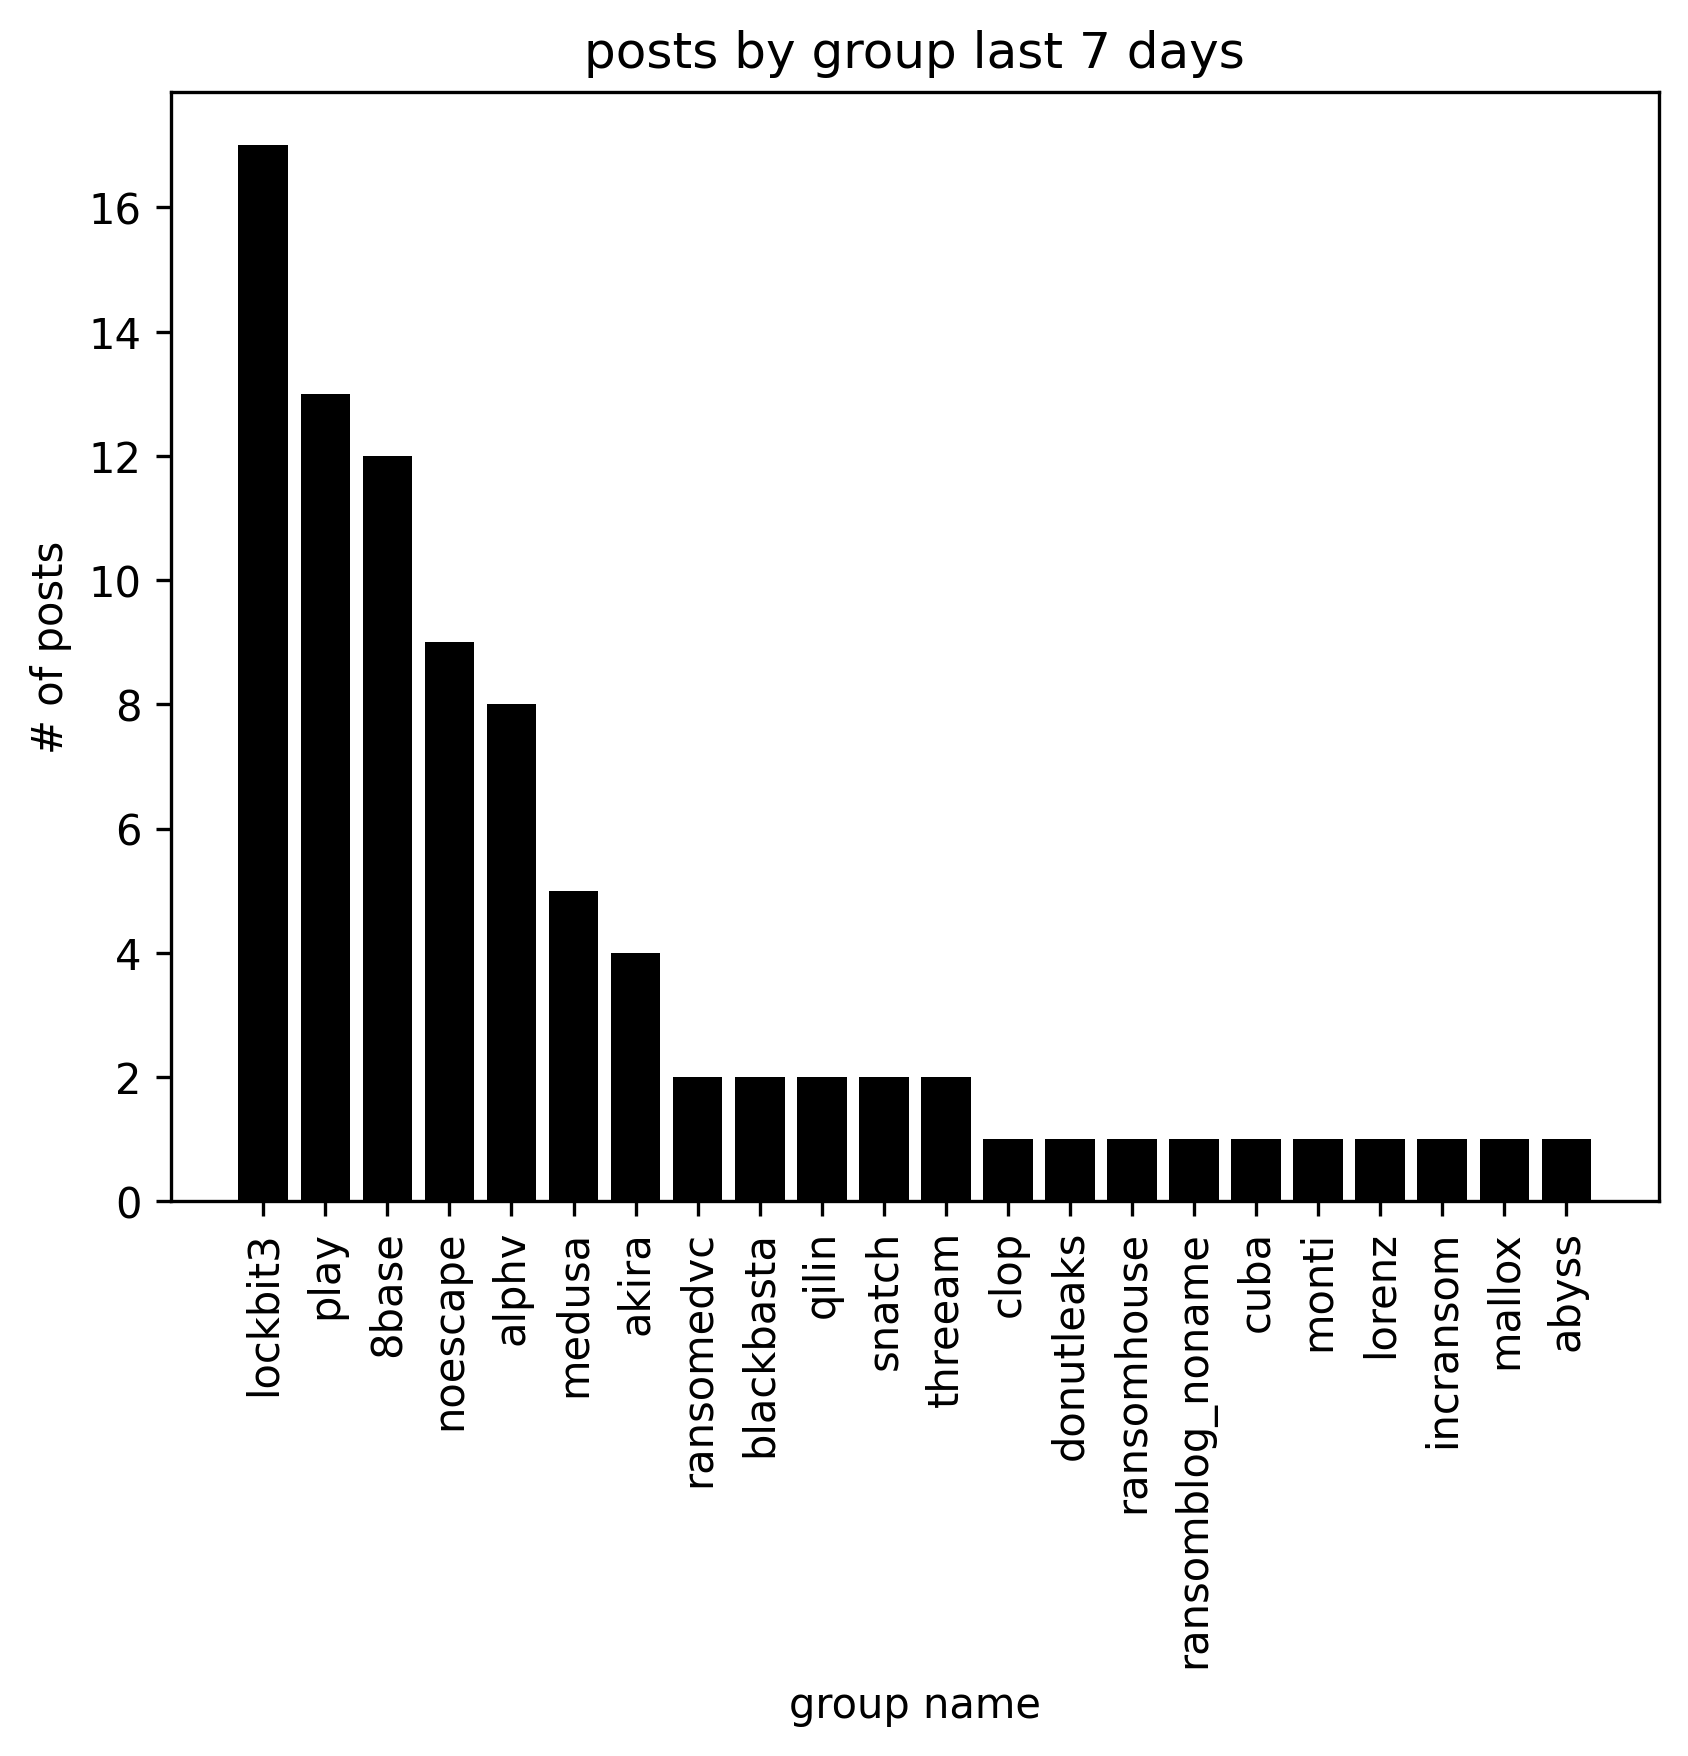 posts by group last 7 days
# of posts
16
14
12
10
8
6
4
2
0
lockbit3
play
8base
noescape
alphv
medusa
akira
ransomedvc
blackbasta
qilin
snatch
threeam
clop
donutleaks
ransomhouse
ransomblog_noname
cuba
monti
lorenz
incransom
mallox
abyss
group name